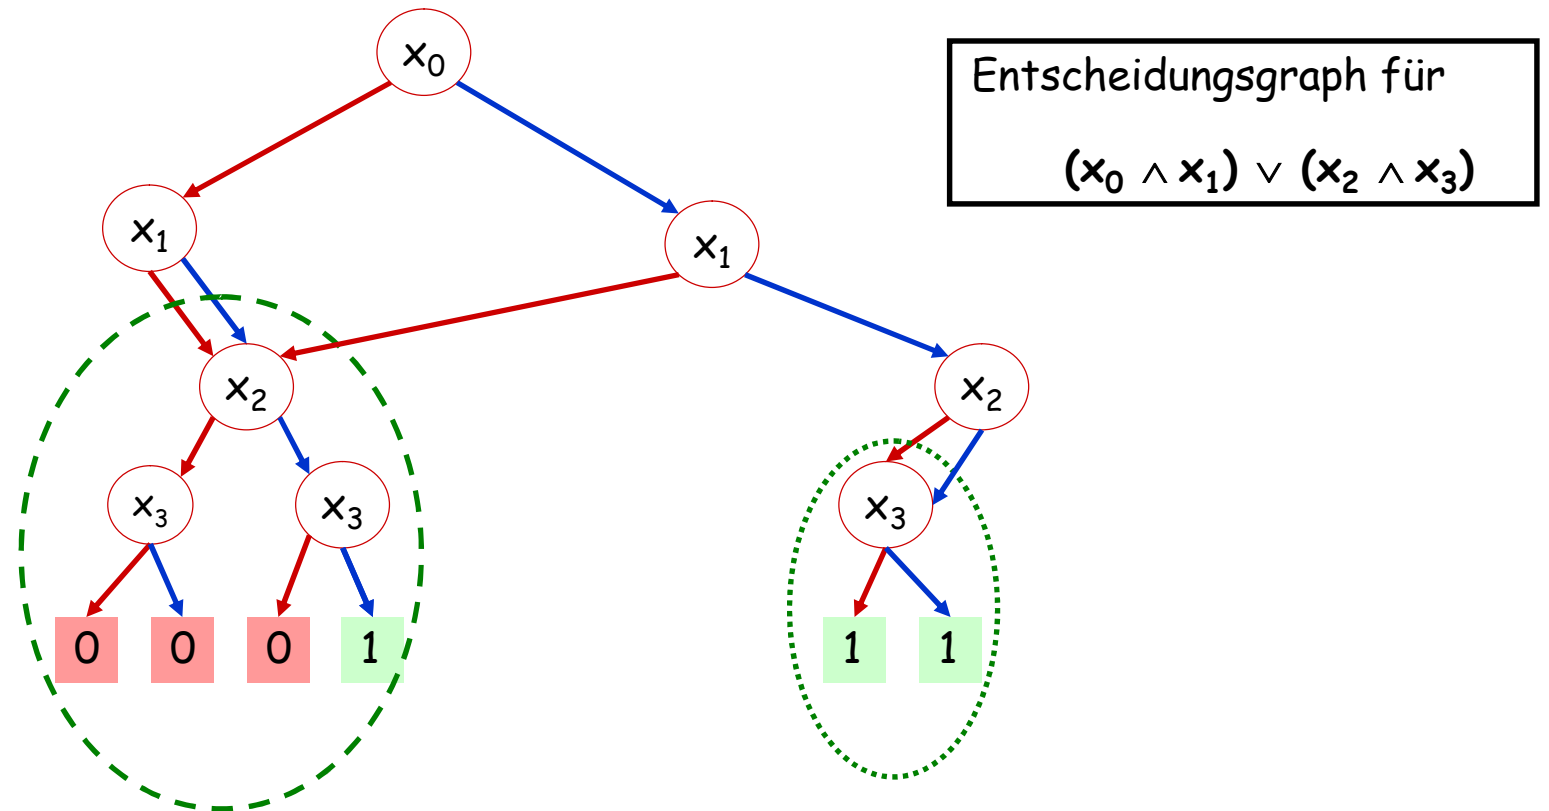 x₀
Entscheidungsgraph für
(x₀ ∧ x₁) ∨ (x₂ ∧ x₃)
x₁
x₁
x₂
x₂
x₃
x₃
x₃
0 0 0 1 1 1